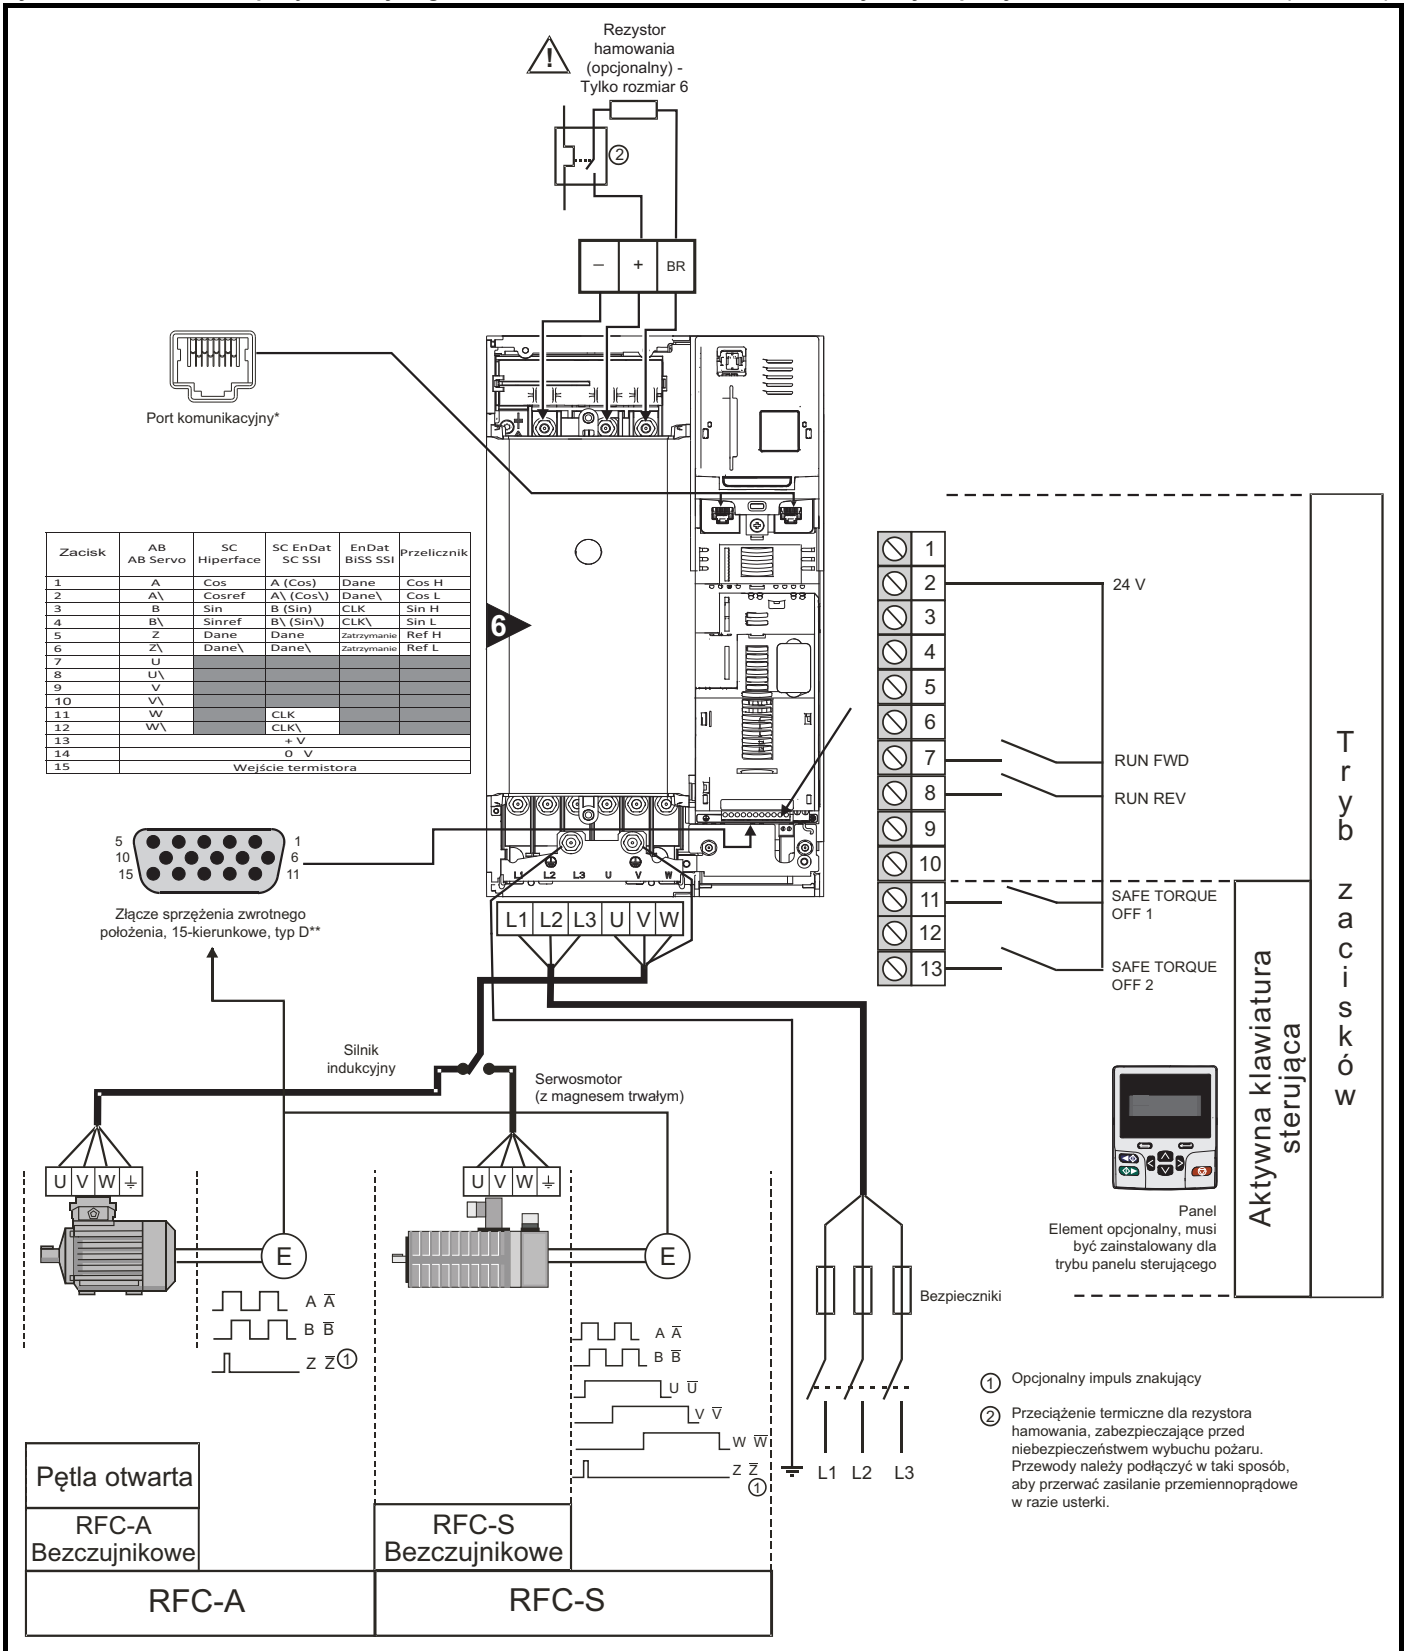 Rezystor
hamowania
(opcjonalny) -
Tylko rozmiar 6
!
2
– + BR
Port komunikacyjny*
Zacisk AB AB Servo SC Hiperface SC EnDat SC SSI EnDat BiSS SSI Przelicznik
1 A Cos A (Cos) Dane Cos H
2 A\ Cosref A\ (Cos\) Dane\ Cos L
3 B Sin B (Sin) CLK Sin H
4 B\ Sinref B\ (Sin\) CLK\ Sin L
5 Z Dane Dane Zatrzymanie Ref H
6 Z\ Dane\ Dane\ Zatrzymanie Ref L
7 U
8 U\
9 V
10 V\
11 W CLK
12 W\ CLK\
13 + V
14 0 V
15 Wejście termistora
6
1
2
3
4
5
6
7
8
9
10
11
12
13
24 V
RUN FWD
RUN REV
SAFE TORQUE
OFF 1
SAFE TORQUE
OFF 2
Tryb zacisków
Aktywna klawiatura
sterująca
5 1
10 6
15 11
Złącze sprzężenia zwrotnego
położenia, 15-kierunkowe, typ D**
L1 L2 L3 U V W
L1 L2 L3 U V W
Silnik
indukcyjny
Serwosmotor
(z magnesem trwałym)
U V W
U V W
E
E
A A̅
B B̅
Z Z̅ 1
A A̅
B B̅
U U̅
V V̅
W W̅
Z Z̅
1
Panel
Element opcjonalny, musi
być zainstalowany dla
trybu panelu sterującego
Bezpieczniki
L1 L2 L3
1 Opcjonalny impuls znakujący
2 Przeciążenie termiczne dla rezystora
hamowania, zabezpieczające przed
niebezpieczeństwem wybuchu pożaru.
Przewody należy podłączyć w taki sposób,
aby przerwać zasilanie przemiennoprądowe
w razie usterki.
Pętla otwarta
RFC-A
Bezczujnikowe
RFC-S
Bezczujnikowe
RFC-A
RFC-S